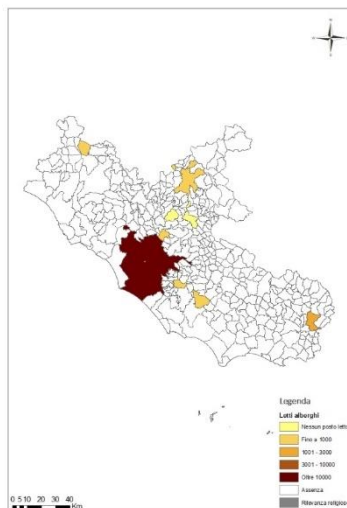 Legenda
Letti alberghi
Nessun posto letto
Fino a 1000
1001 - 3000
3001 - 10000
Oltre 10000
Assenza
Rilevanza religiosa
0 5 10 20 30 40
Km